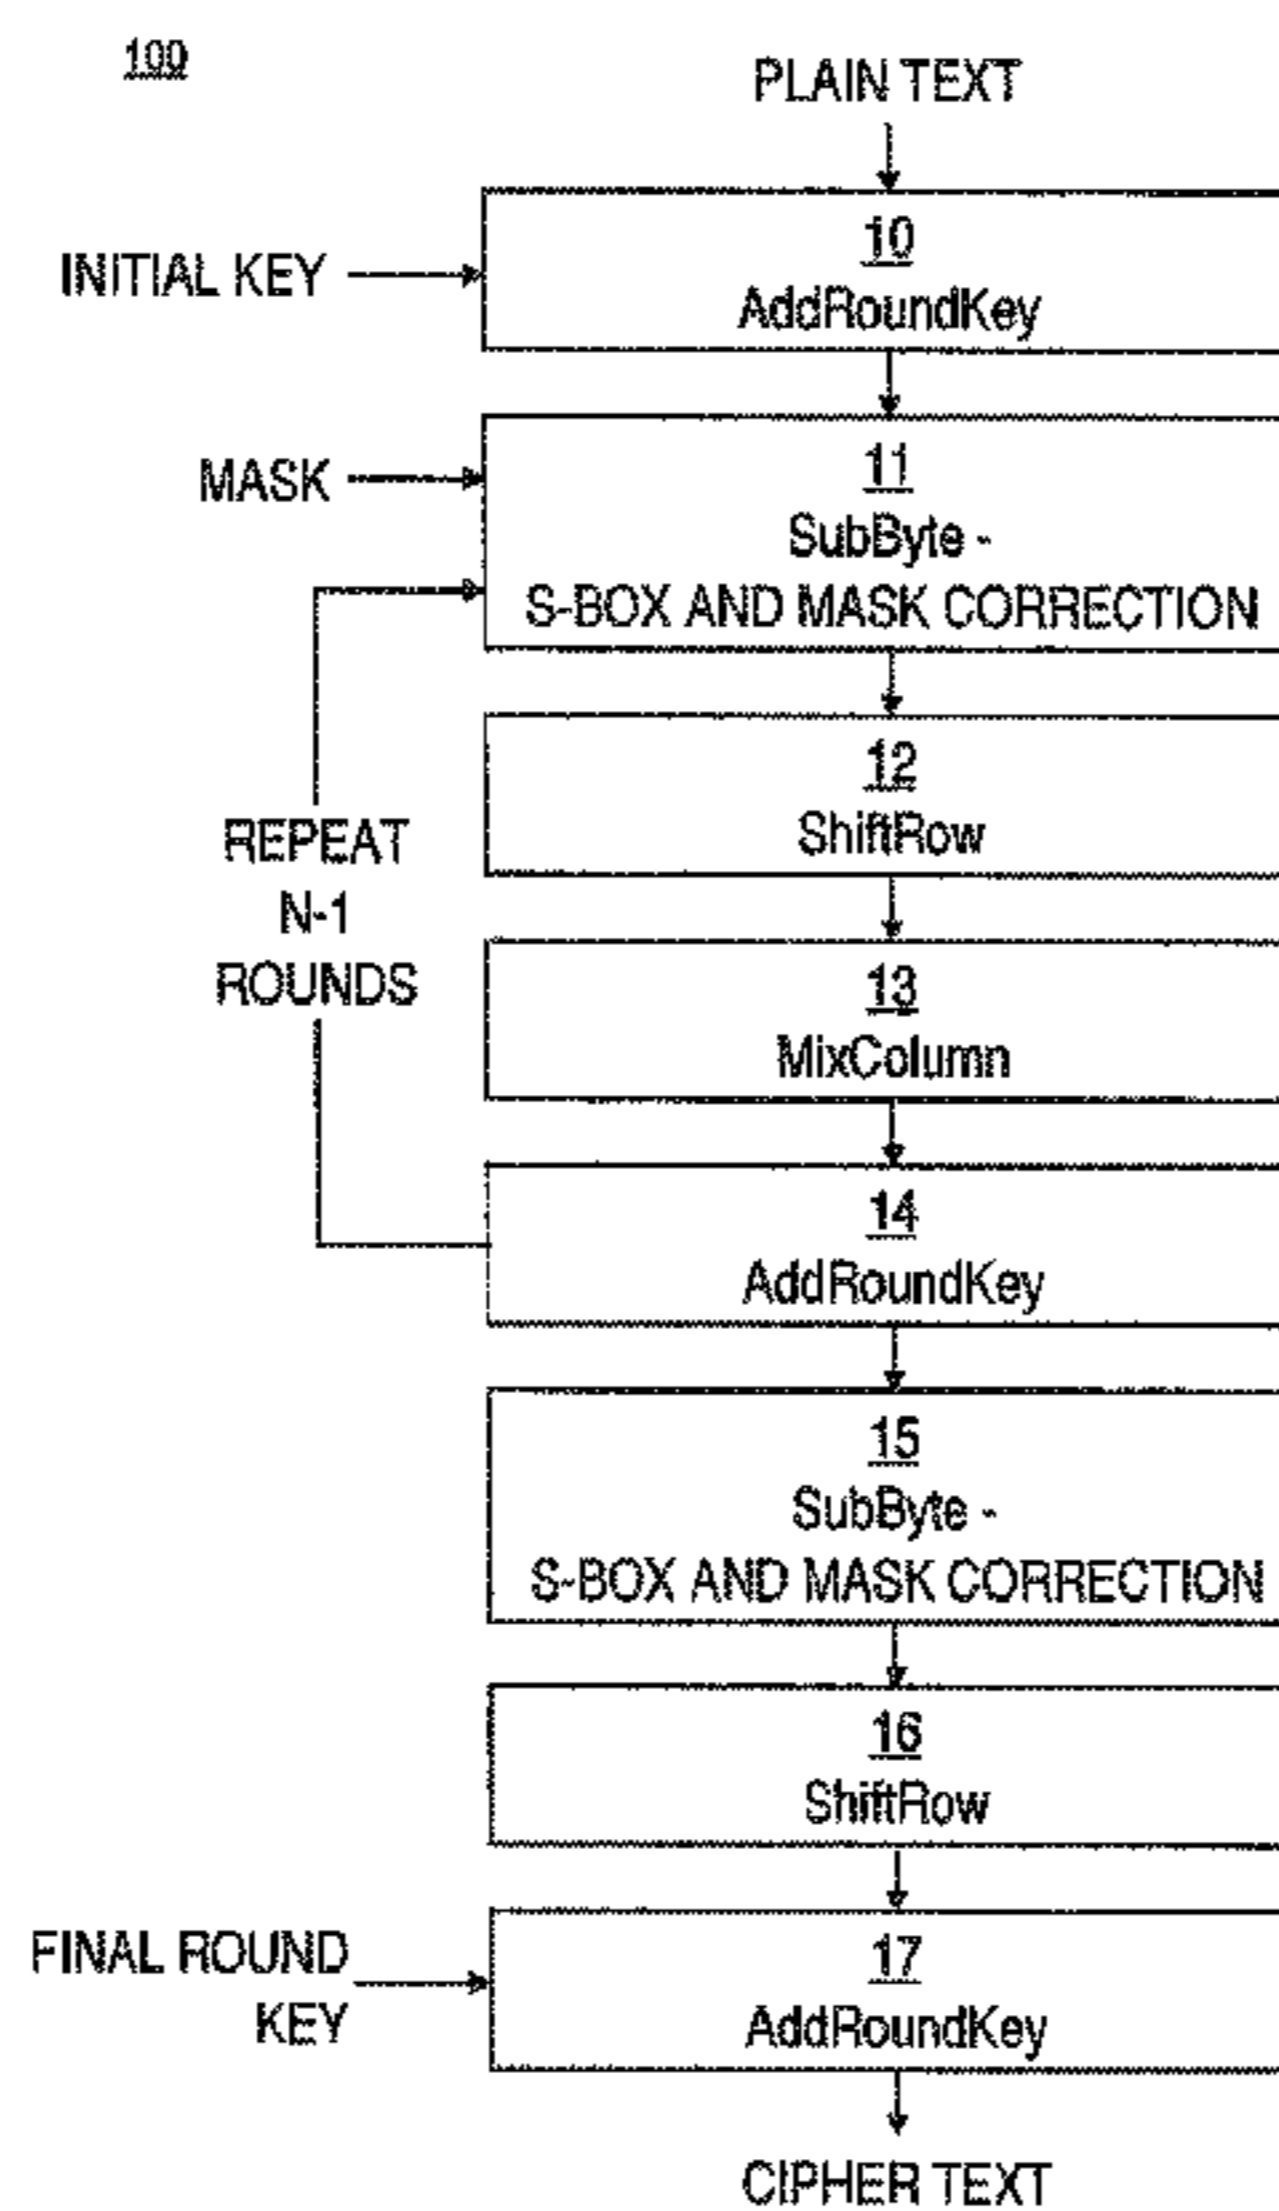 100
PLAIN TEXT
10
INITIAL KEY
AddRoundKey
MASK
11
SubByte -
S-BOX AND MASK CORRECTION
12
ShiftRow
REPEAT
N-1
ROUNDS
13
MixColumn
14
AddRoundKey
15
SubByte -
S-BOX AND MASK CORRECTION
16
ShiftRow
FINAL ROUND
KEY
17
AddRoundKey
CIPHER TEXT